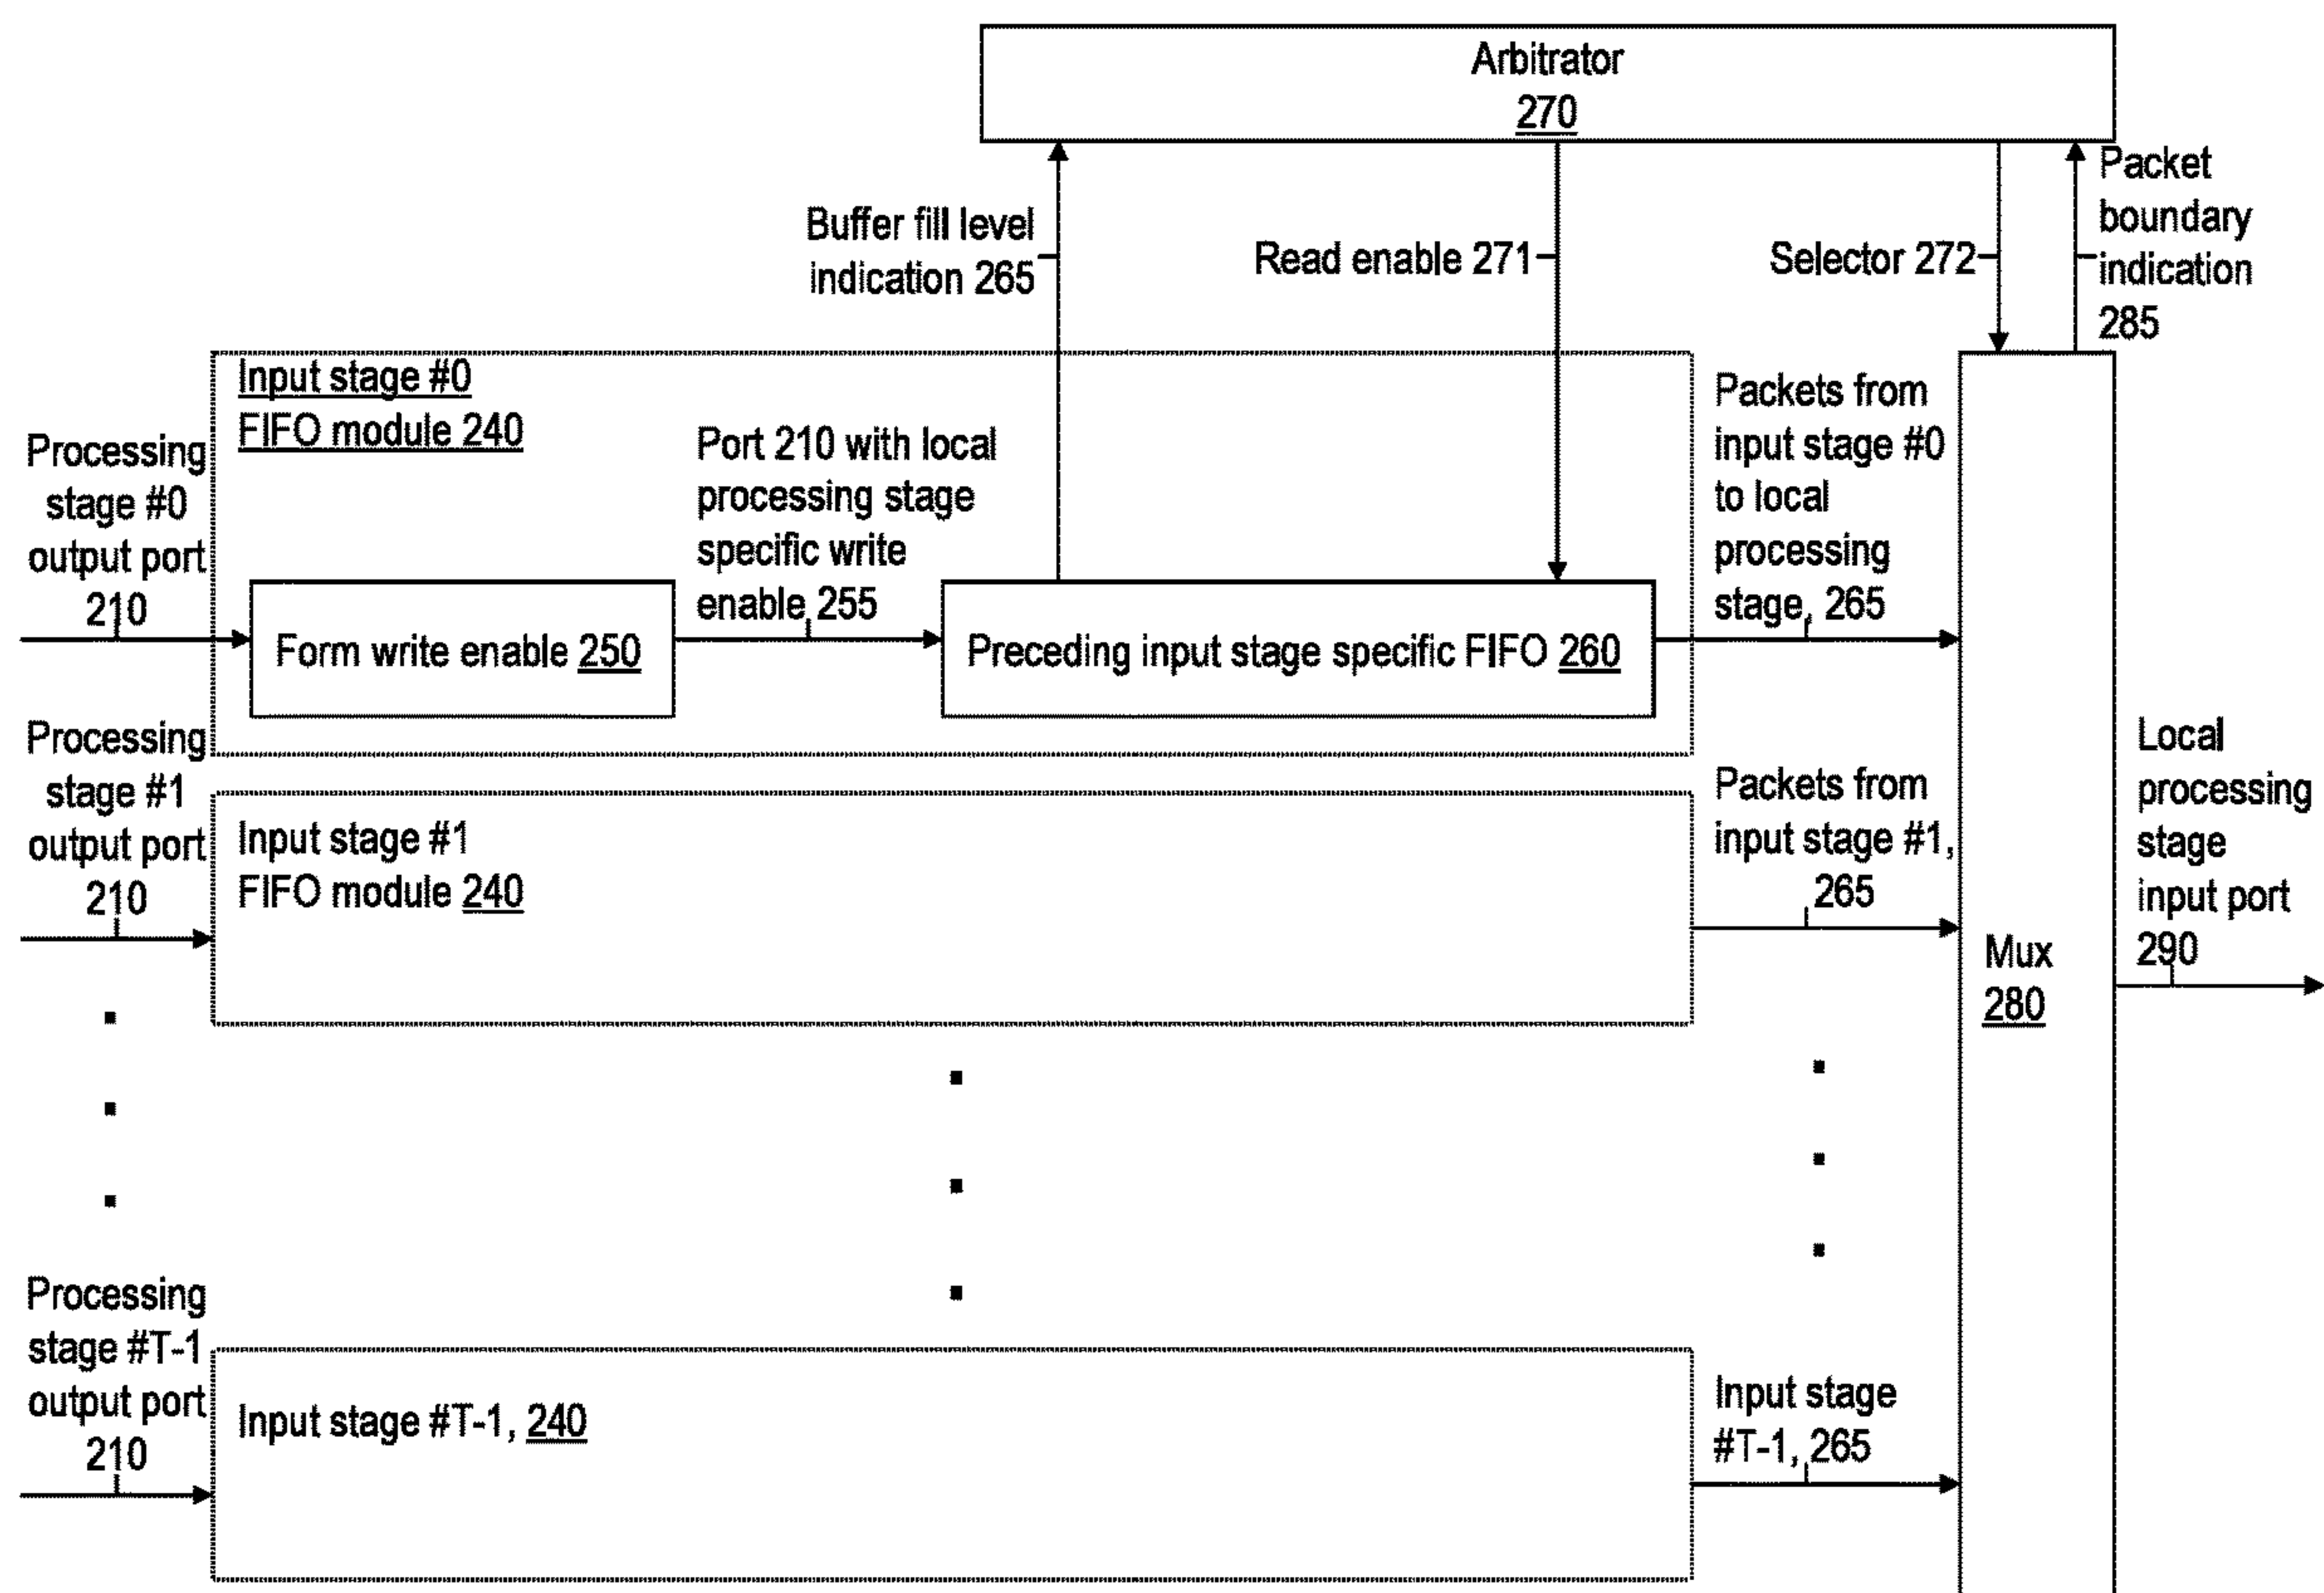 Arbitrator
270
Buffer fill level
indication 265
Read enable 271
Selector 272
Packet
boundary
indication
285
Input stage #0
FIFO module 240
Processing
stage #0
output port
210
Form write enable 250
Port 210 with local
processing stage
specific write
enable 255
Preceding input stage specific FIFO 260
Packets from
input stage #0
to local
processing
stage, 265
Processing
stage #1
output port
210
Input stage #1
FIFO module 240
Packets from
input stage #1,
265
Mux
280
Local
processing
stage
input port
290
Processing
stage #T-1
output port
210
Input stage #T-1, 240
Input stage
#T-1, 265